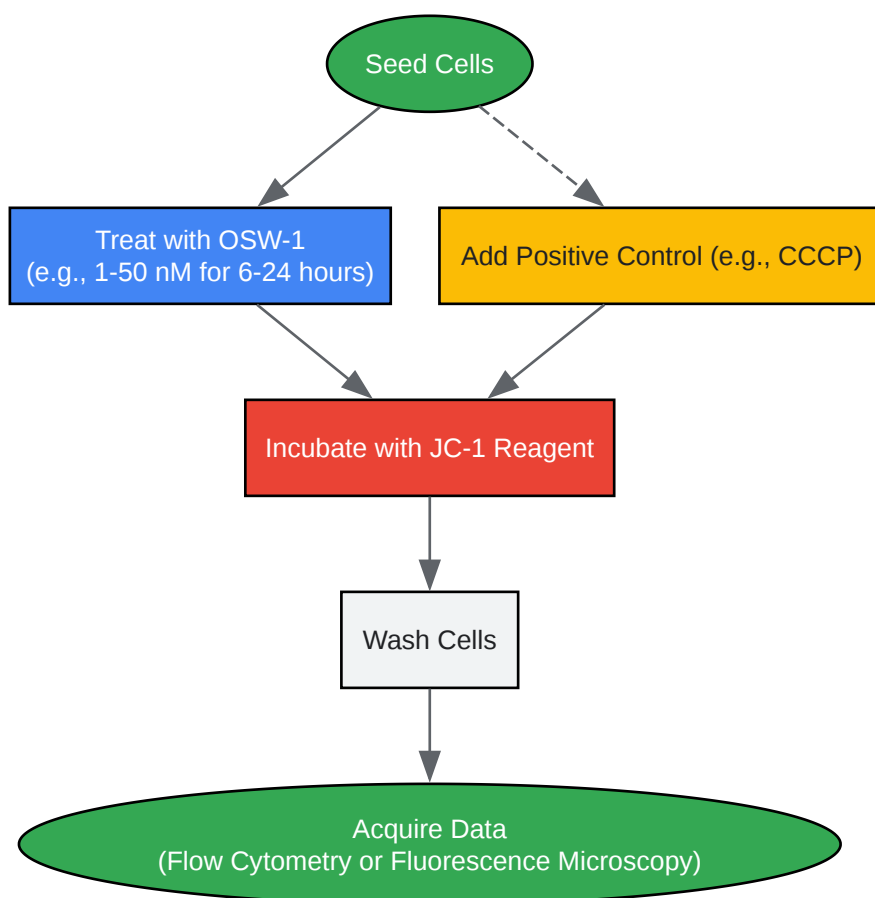 Seed Cells
Treat with OSW-1
(e.g., 1-50 nM for 6-24 hours)
Add Positive Control (e.g., CCCP)
Incubate with JC-1 Reagent
Wash Cells
Acquire Data
(Flow Cytometry or Fluorescence Microscopy)